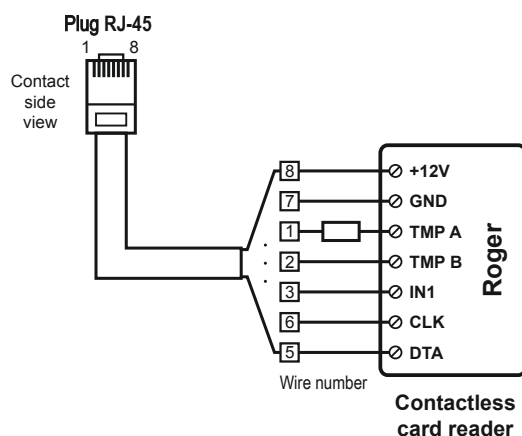 Plug RJ-45
1 8
Contact
side
view
8 +12V
7 GND
1 TMP A
2 TMP B
3 IN1
6 CLK
5 DTA
Roger
Wire number
Contactless
card reader